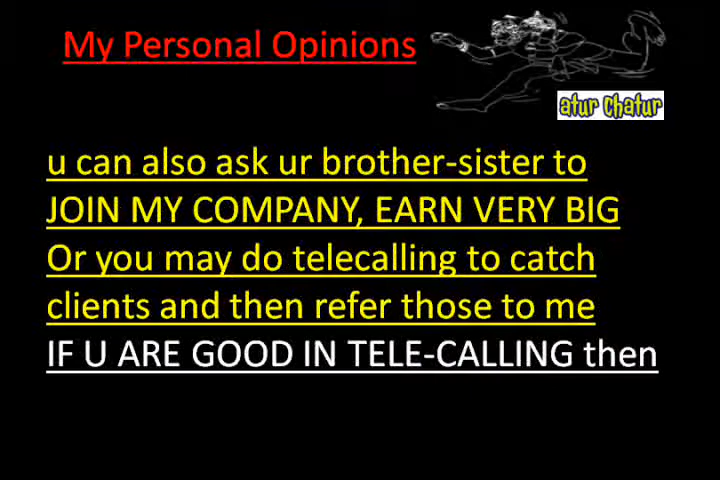 My Personal Opinions
atur chatur
u can also ask ur brother-sister to
JOIN MY COMPANY, EARN VERY BIG
Or you may do telecalling to catch
clients and then refer those to me
IF U ARE GOOD IN TELE-CALLING then